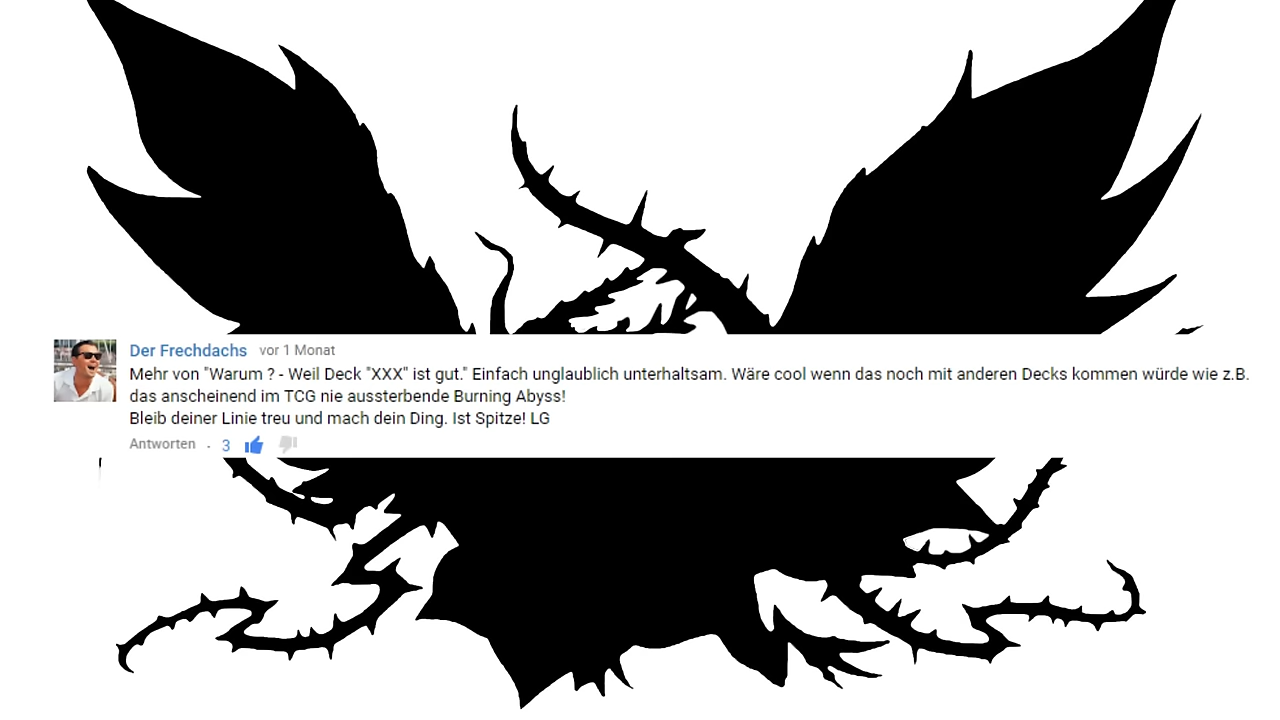 Der Frechdachs vor 1 Monat
Mehr von "Warum ? - Weil Deck "XXX" ist gut." Einfach unglaublich unterhaltsam. Wäre cool wenn das noch mit anderen Decks kommen würde wie z.B.
das anscheinend im TCG nie aussterbende Burning Abyss!
Bleib deiner Linie treu und mach dein Ding. Ist Spitze! LG
Antworten · 3